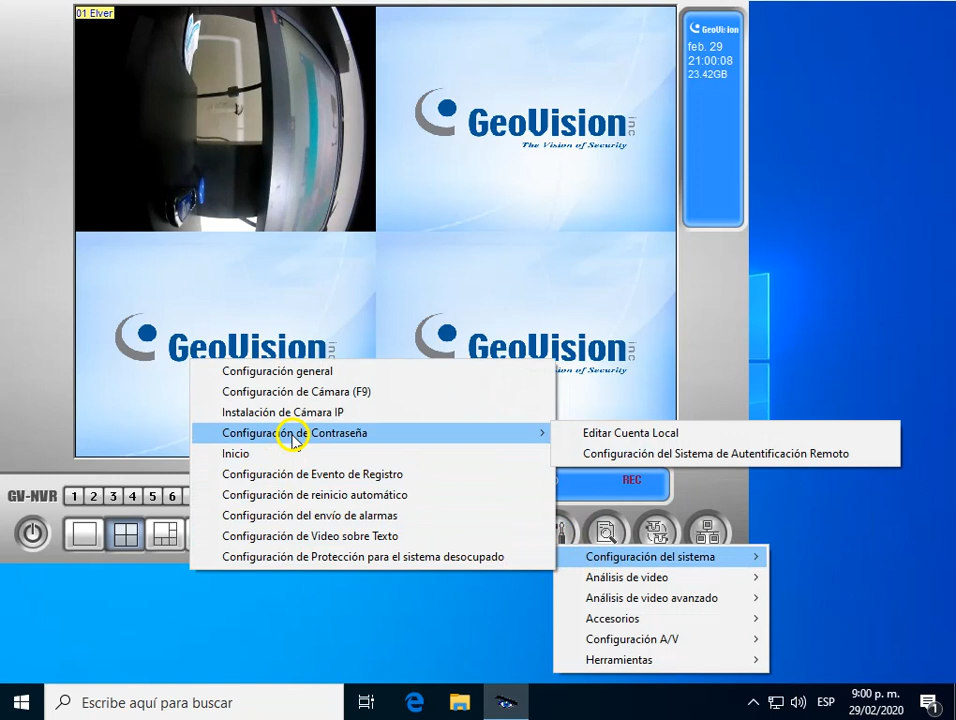 01 Elver
GeoVision
feb. 29
21:00:08
23.42GB
GeoVision inc
The Vision of Security
GeoVision inc
GeoVision inc
Configuración general
Configuración de Cámara (F9)
Instalación de Cámara IP
Configuración de Contraseña
Inicio
Configuración de Evento de Registro
Configuración de reinicio automático
Configuración del envío de alarmas
Configuración de Video sobre Texto
Configuración de Protección para el sistema desocupado
Editar Cuenta Local
Configuración del Sistema de Autentificación Remoto
GV-NVR 1 2 3 4 5 6
REC
Configuración del sistema
Análisis de video
Análisis de video avanzado
Accesorios
Configuración A/V
Herramientas
Escribe aquí para buscar
ESP
9:00 p. m.
29/02/2020
1